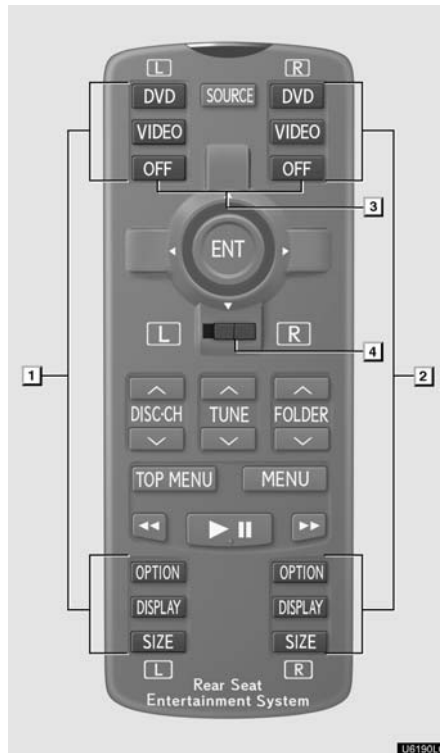 L R
DVD SOURCE DVD
VIDEO VIDEO
OFF OFF
3
ENT
L R
4
1 2
DISC·CH TUNE FOLDER
TOP MENU MENU
OPTION OPTION
DISPLAY DISPLAY
SIZE SIZE
L R
Rear Seat
Entertainment System